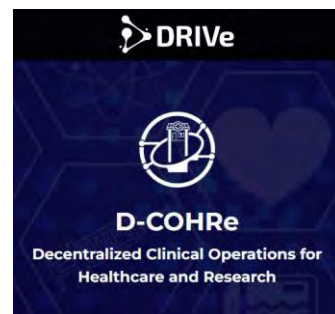 DRIVe
D-COHRe
Decentralized Clinical Operations for
Healthcare and Research